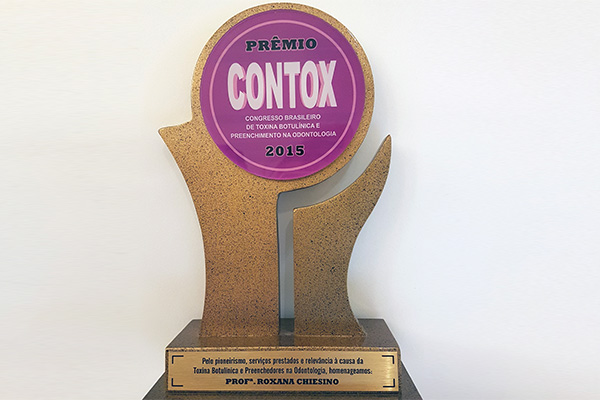 PRÊMIO
CONTOX
CONGRESSO BRASILEIRO
DE TOXINA BOTULÍNICA E
PREENCHIMENTO NA ODONTOLOGIA
2015
Pelo pioneirismo, serviços prestados e relevância à causa da
Toxina Botulínica e Preenchedores na Odontologia, homenageamos:
PROFª. ROXANA CHIESINO